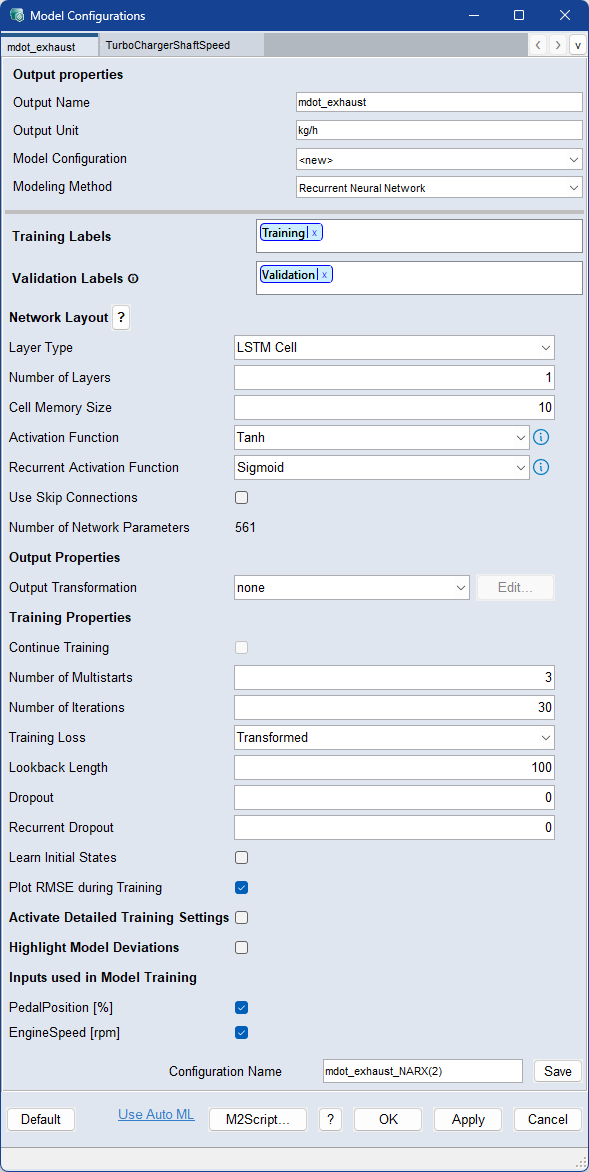 Model Configurations
mdot_exhaust TurboChargerShaftSpeed
Output properties
Output Name mdot_exhaust
Output Unit kg/h
Model Configuration <new>
Modeling Method Recurrent Neural Network
Training Labels Training x
Validation Labels Validation x
Network Layout ?
Layer Type LSTM Cell
Number of Layers 1
Cell Memory Size 10
Activation Function Tanh
Recurrent Activation Function Sigmoid
Use Skip Connections
Number of Network Parameters 561
Output Properties
Output Transformation none Edit...
Training Properties
Continue Training
Number of Multistarts 3
Number of Iterations 30
Training Loss Transformed
Lookback Length 100
Dropout 0
Recurrent Dropout 0
Learn Initial States
Plot RMSE during Training
Activate Detailed Training Settings
Highlight Model Deviations
Inputs used in Model Training
PedalPosition [%]
EngineSpeed [rpm]
Configuration Name mdot_exhaust_NARX(2) Save
Default Use Auto ML M2Script... ? OK Apply Cancel